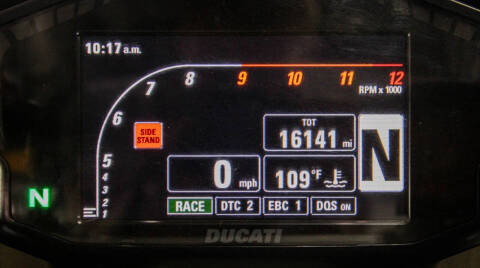 10:17 a.m.
7 8 9 10 11 12
RPM x 1000
6
SIDE
STAND
TOT
16141 mi
N
5
4
3
2
1
0 mph
109 °F
N
RACE DTC 2 EBC 1 DQS ON
DUCATI